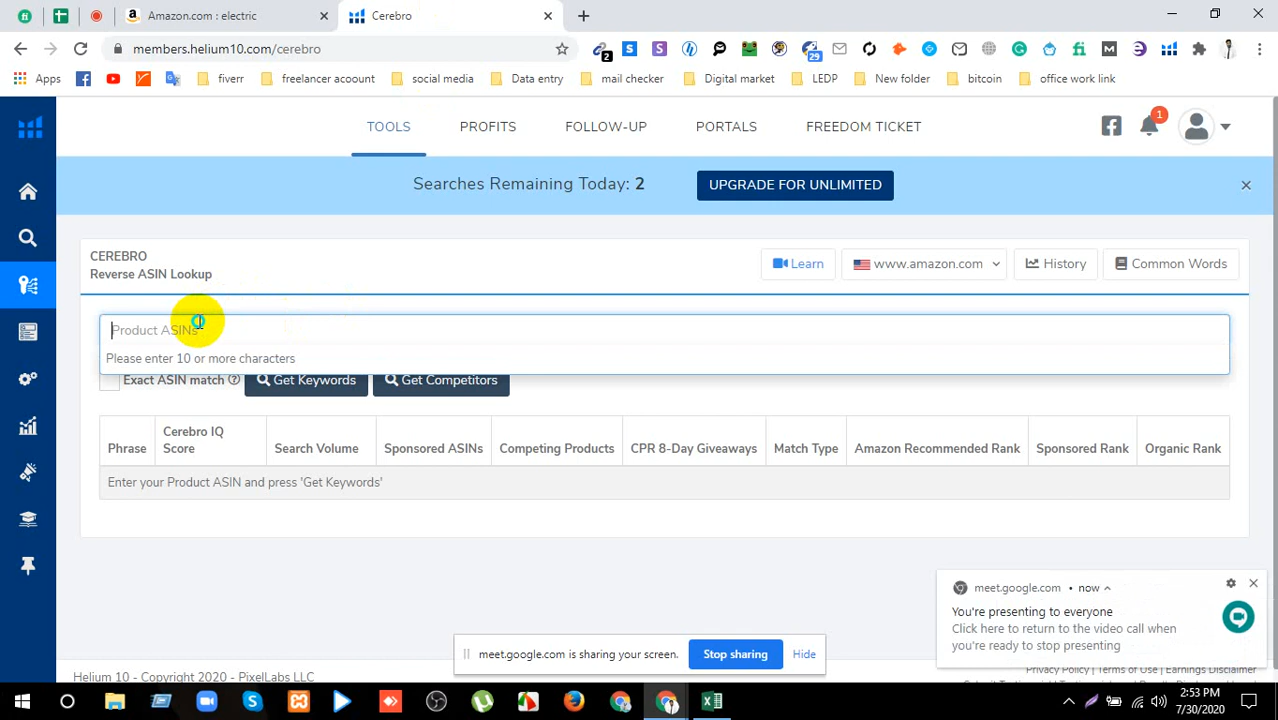 Amazon.com : electric
Cerebro
members.helium10.com/cerebro
2
29
Apps
fiverr
freelancer acount
social media
Data entry
mail checker
Digital market
LEDP
New folder
bitcoin
office work link
TOOLS
PROFITS
FOLLOW-UP
PORTALS
FREEDOM TICKET
1
Searches Remaining Today: 2
UPGRADE FOR UNLIMITED
CEREBRO
Reverse ASIN Lookup
Learn
www.amazon.com
History
Common Words
Product ASINs
Please enter 10 or more characters
Exact ASIN match
Get Keywords
Get Competitors
Phrase
Cerebro IQ
Score
Search Volume
Sponsored ASINs
Competing Products
CPR 8-Day Giveaways
Match Type
Amazon Recommended Rank
Sponsored Rank
Organic Rank
Enter your Product ASIN and press 'Get Keywords'
meet.google.com • now
You're presenting to everyone
Click here to return to the video call when
you're ready to stop presenting
meet.google.com is sharing your screen.
Stop sharing
Hide
Helium 10 - Copyright 2020 - PixelLabs LLC
Privacy Policy | Terms of Use | Earnings Disclaimer
2:53 PM
7/30/2020